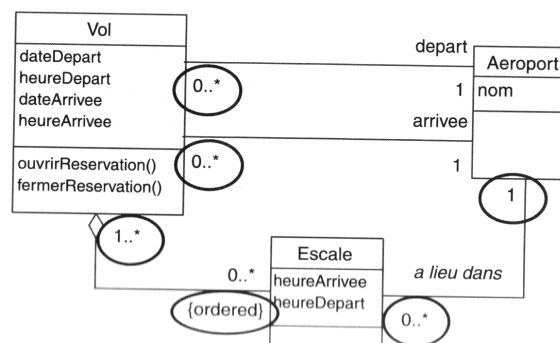 Vol
dateDepart
heureDepart
dateArrivee
heureArrivee
ouvrirReservation()
fermerReservation()
0..*
depart
1
Aeroport
nom
arrivee
0..*
1
1
1..*
0..*
{ordered}
Escale
heureArrivee
heureDepart
a lieu dans
0..*